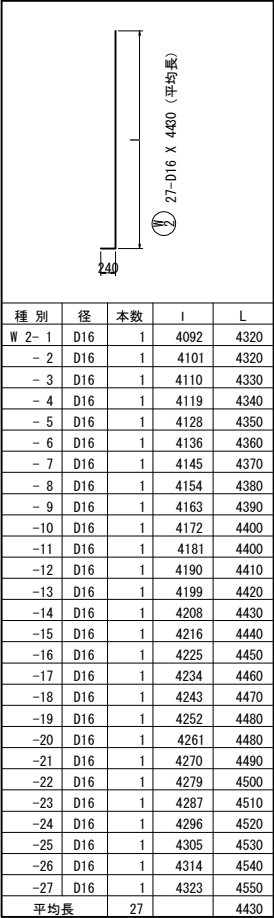 l
W2 27-D16 X 4430 (平均長)
240
種 別 径 本数 l L
W 2- 1 D16 1 4092 4320
- 2 D16 1 4101 4320
- 3 D16 1 4110 4330
- 4 D16 1 4119 4340
- 5 D16 1 4128 4350
- 6 D16 1 4136 4360
- 7 D16 1 4145 4370
- 8 D16 1 4154 4380
- 9 D16 1 4163 4390
-10 D16 1 4172 4400
-11 D16 1 4181 4400
-12 D16 1 4190 4410
-13 D16 1 4199 4420
-14 D16 1 4208 4430
-15 D16 1 4216 4440
-16 D16 1 4225 4450
-17 D16 1 4234 4460
-18 D16 1 4243 4470
-19 D16 1 4252 4480
-20 D16 1 4261 4480
-21 D16 1 4270 4490
-22 D16 1 4279 4500
-23 D16 1 4287 4510
-24 D16 1 4296 4520
-25 D16 1 4305 4530
-26 D16 1 4314 4540
-27 D16 1 4323 4550
平均長 27 4430